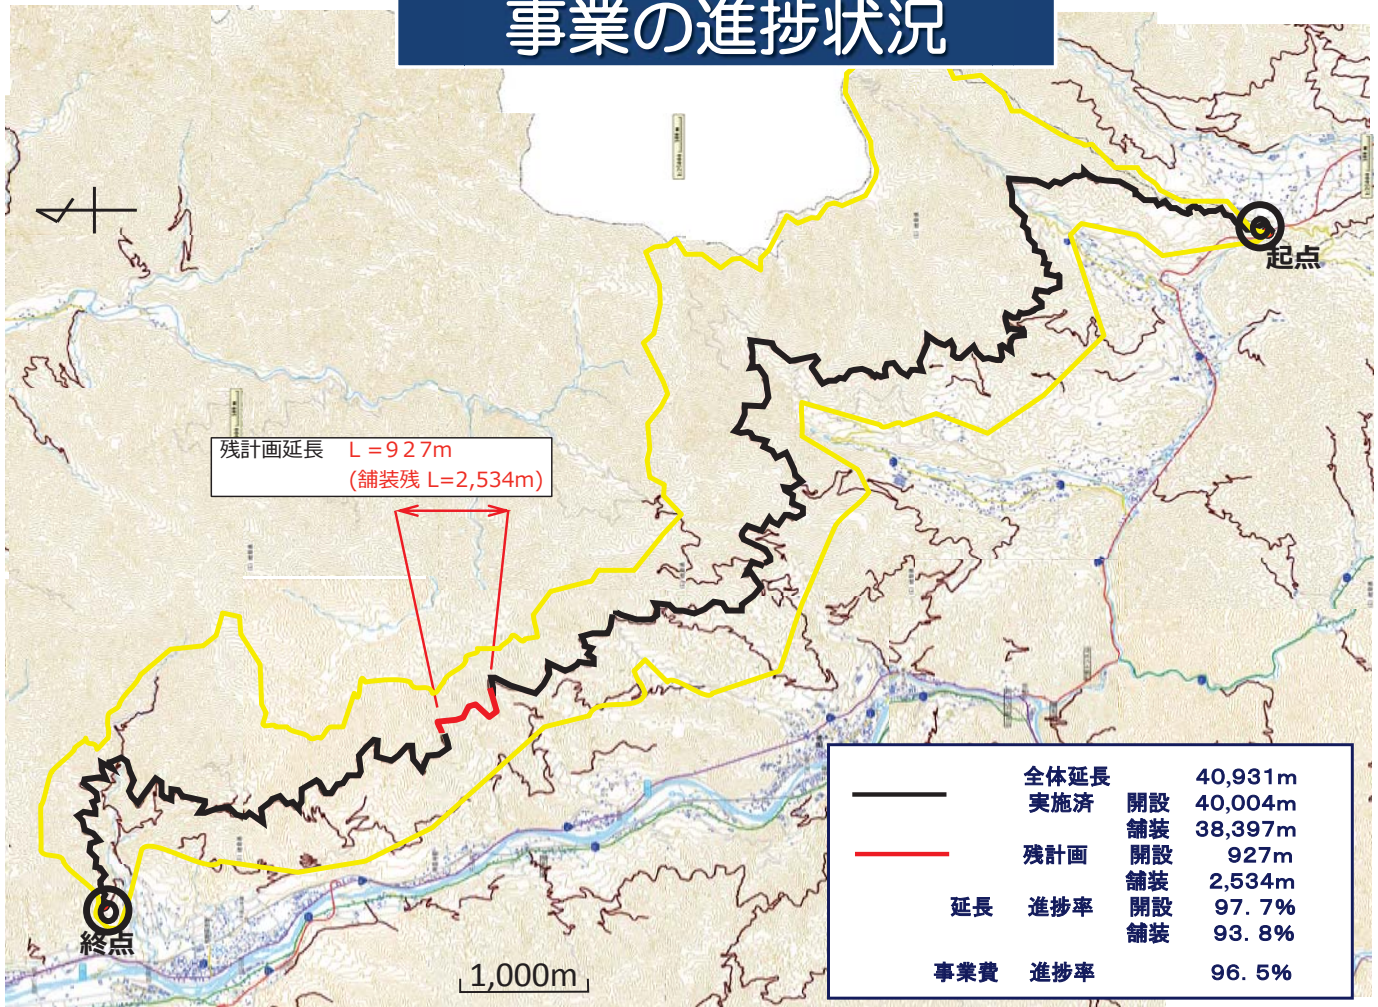 事業の進捗状況
起点
残計画延長 L=927m
(舗装残 L=2,534m)
全体延長 40,931m
実施済 開設 40,004m
舗装 38,397m
残計画 開設 927m
舗装 2,534m
延長 進捗率 開設 97.7%
舗装 93.8%
事業費 進捗率 96.5%
終点
1,000m